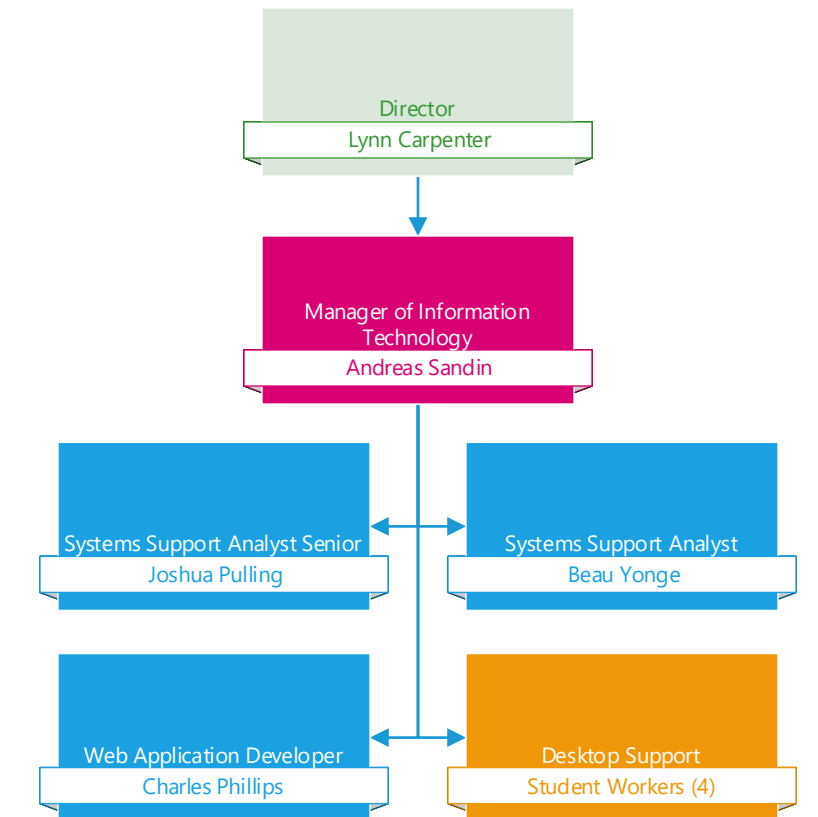 Director
Lynn Carpenter
Manager of Information
Technology
Andreas Sandin
Systems Support Analyst Senior
Joshua Pulling
Systems Support Analyst
Beau Yonge
Web Application Developer
Charles Phillips
Desktop Support
Student Workers (4)